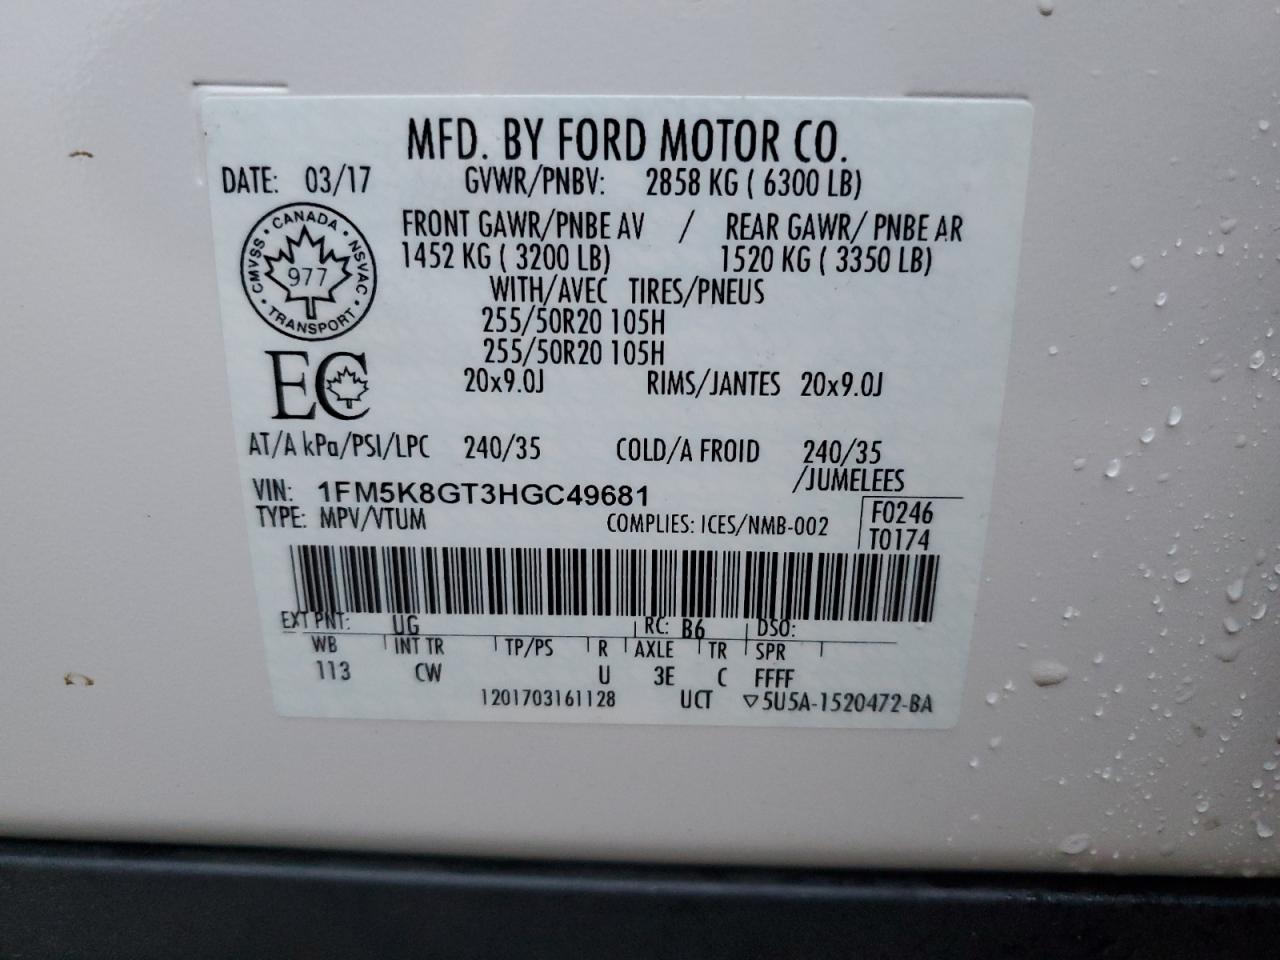 MFD. BY FORD MOTOR CO.
DATE: 03/17 GVWR/PNBV: 2858 KG ( 6300 LB)
FRONT GAWR/PNBE AV / REAR GAWR/ PNBE AR
1452 KG ( 3200 LB) 1520 KG ( 3350 LB)
CMVSS · CANADA · NSVAC · TRANSPORT ·
977
WITH/AVEC TIRES/PNEUS
255/50R20 105H
255/50R20 105H
EC
20x9.0J RIMS/JANTES 20x9.0J
AT/A kPa/PSI/LPC 240/35 COLD/A FROID 240/35
/JUMELEES
VIN: 1FM5K8GT3HGC49681
TYPE: MPV/VTUM COMPLIES: ICES/NMB-002
F0246
T0174
EXT PNT: UG RC: B6 DSO:
WB INT TR TP/PS R AXLE TR SPR
113 CW U 3E C FFFF
1201703161128 UCT ▽5U5A-1520472-BA